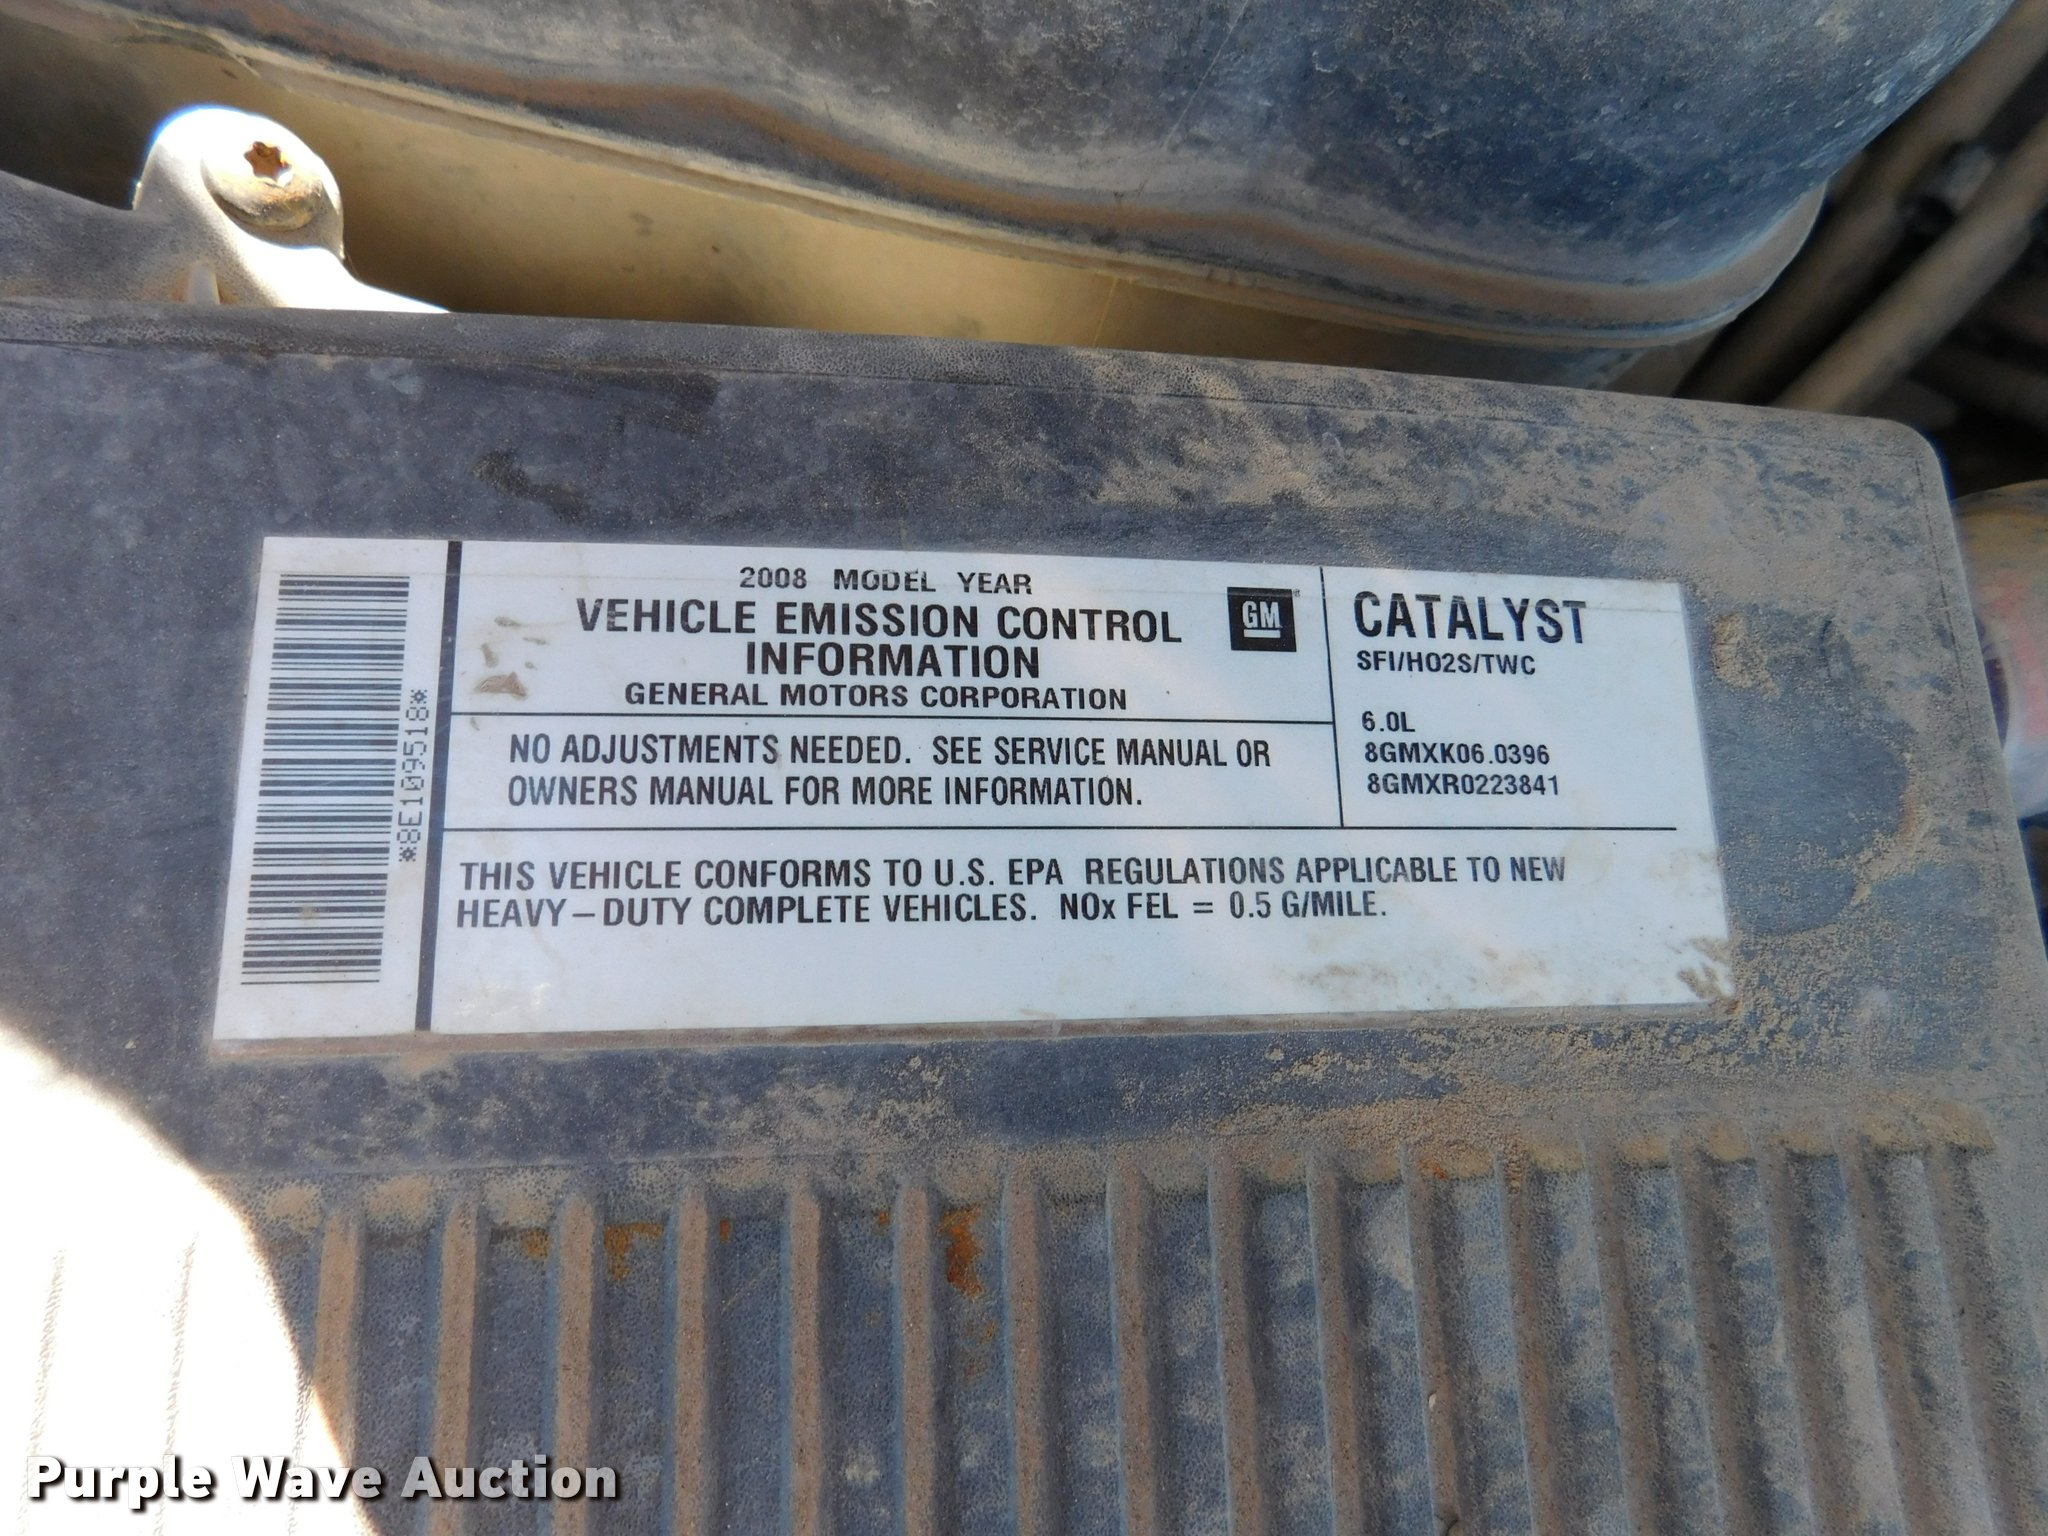 2008 MODEL YEAR
VEHICLE EMISSION CONTROL
INFORMATION
GENERAL MOTORS CORPORATION
GM
NO ADJUSTMENTS NEEDED. SEE SERVICE MANUAL OR
OWNERS MANUAL FOR MORE INFORMATION.
CATALYST
SFI/HO2S/TWC
6.0L
8GMXK06.0396
8GMXR0223841
THIS VEHICLE CONFORMS TO U.S. EPA REGULATIONS APPLICABLE TO NEW
HEAVY-DUTY COMPLETE VEHICLES. NOx FEL = 0.5 G/MILE.
*8E109518*
Purple Wave Auction